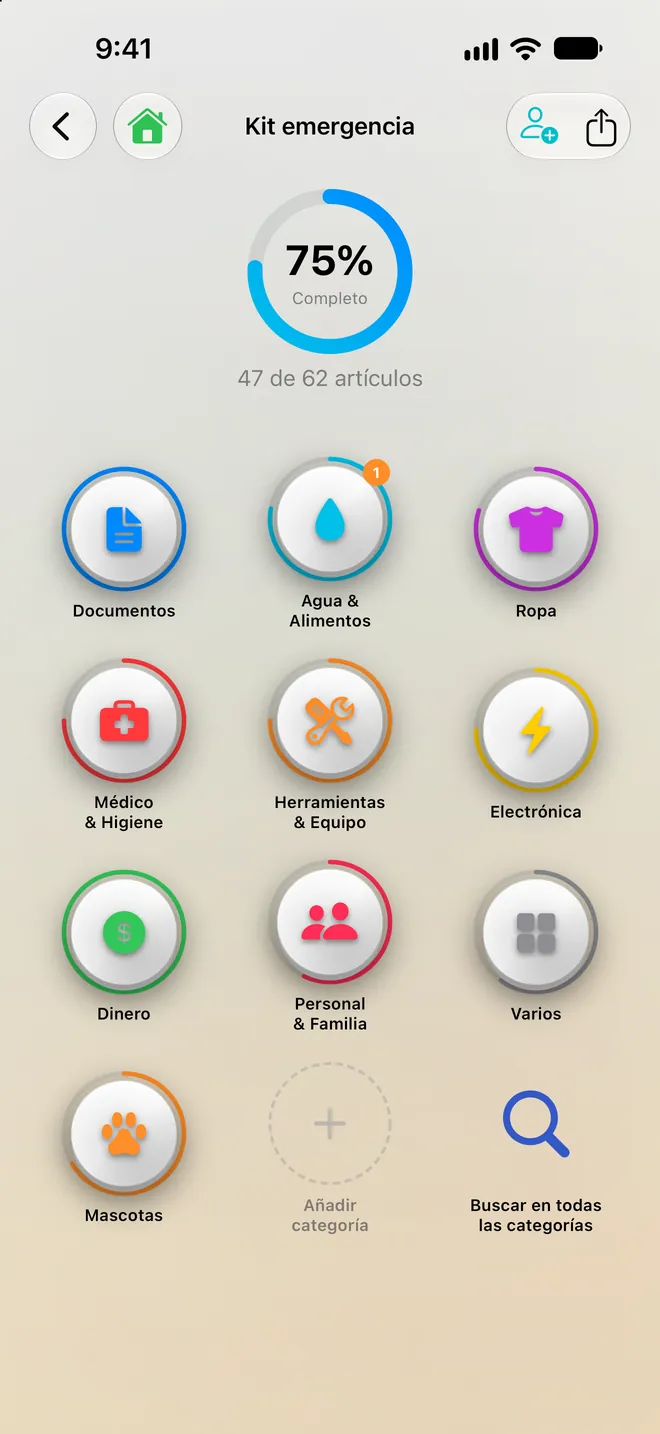 9:41
Kit emergencia
75%
Completo
47 de 62 artículos
1
Documentos
Agua &
Alimentos
Ropa
Médico
& Higiene
Herramientas
& Equipo
Electrónica
$
Dinero
Personal
& Familia
Varios
Mascotas
Añadir
categoría
Buscar en todas
las categorías